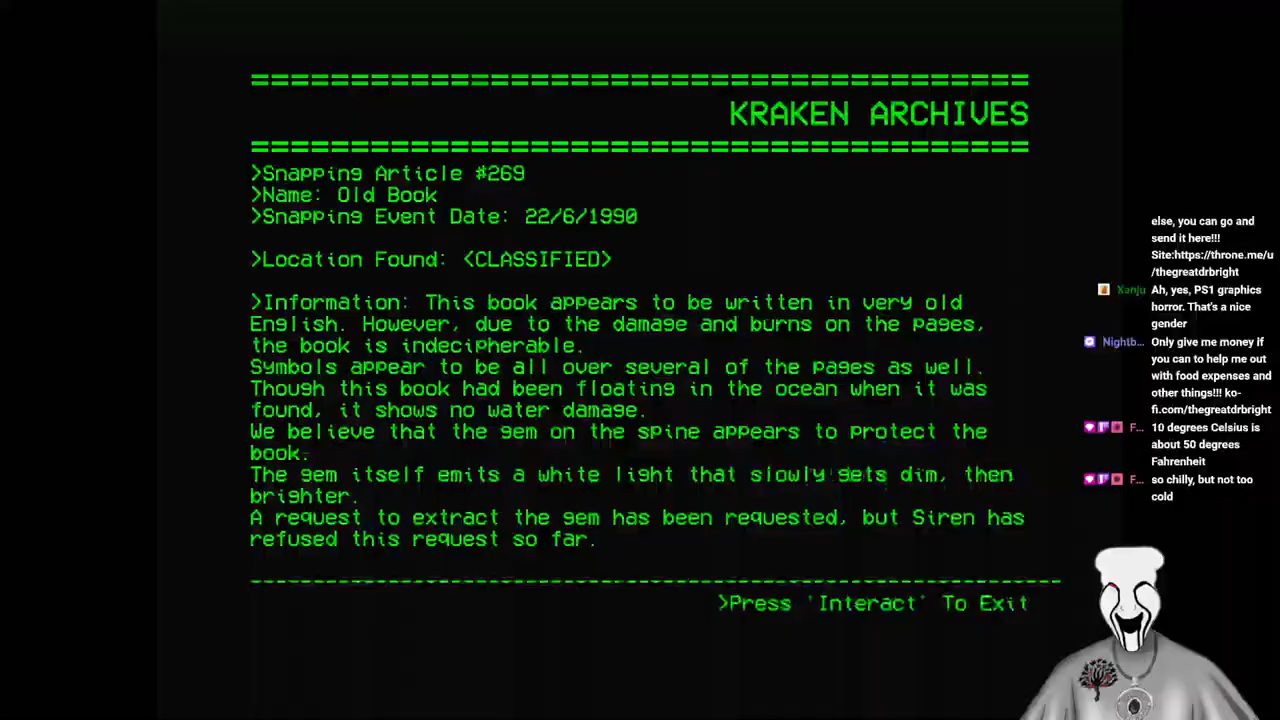 ========================================
KRAKEN ARCHIVES
========================================
>Snapping Article #269
>Name: Old Book
>Snapping Event Date: 22/6/1990
>Location Found: <CLASSIFIED>
>Information: This book appears to be written in very old
English. However, due to the damage and burns on the pages,
the book is indecipherable.
Symbols appear to be all over several of the pages as well.
Though this book had been floating in the ocean when it was
found, it shows no water damage.
We believe that the gem on the spine appears to protect the
book.
The gem itself emits a white light that slowly gets dim, then
brighter.
A request to extract the gem has been requested, but Siren has
refused this request so far.
>Press 'Interact' To Exit
else, you can go and
send it here!!!
Site:https://throne.me/u
/thegreatdrbright
Xanju Ah, yes, PS1 graphics
horror. That's a nice
gender
Nightb... Only give me money if
you can to help me out
with food expenses and
other things!!! ko-
fi.com/thegreatdrbright
F... 10 degrees Celsius is
about 50 degrees
Fahrenheit
F... so chilly, but not too
cold